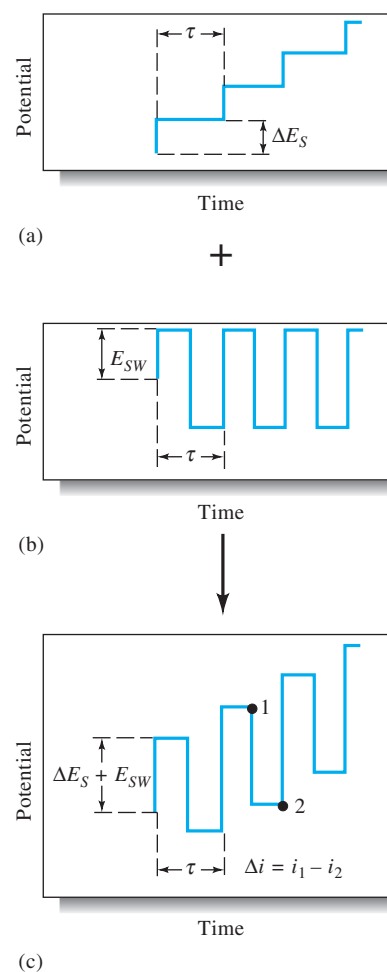 τ
ΔE_S
Potential
Time
(a)
+
E_SW
τ
Potential
Time
(b)
1
ΔE_S + E_SW
2
τ
Δi = i_1 – i_2
Potential
Time
(c)